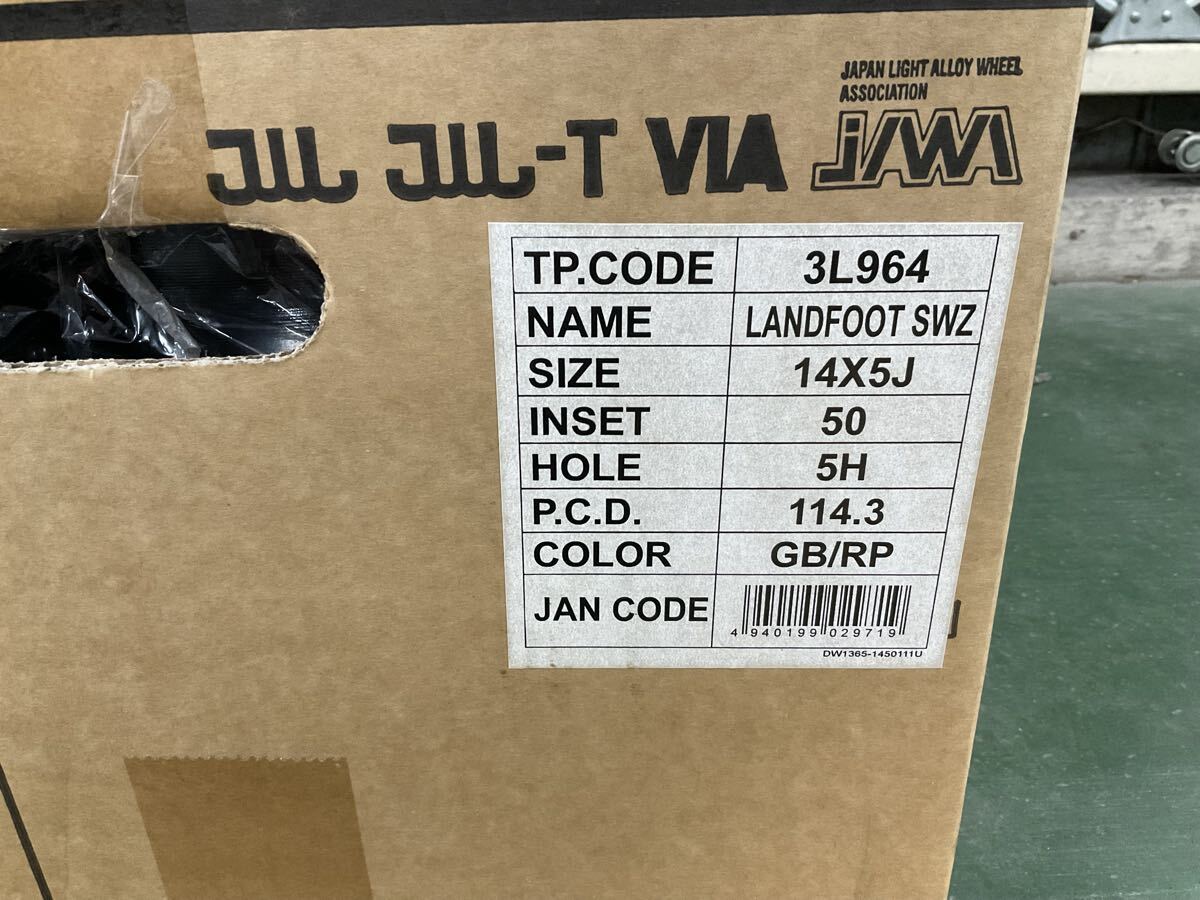 JAPAN LIGHT ALLOY WHEEL
ASSOCIATION
JWL JWL-T VIA JAWA
TP.CODE 3L964
NAME LANDFOOT SWZ
SIZE 14X5J
INSET 50
HOLE 5H
P.C.D. 114.3
COLOR GB/RP
JAN CODE
4 940199 029719
DW1365-1450111U